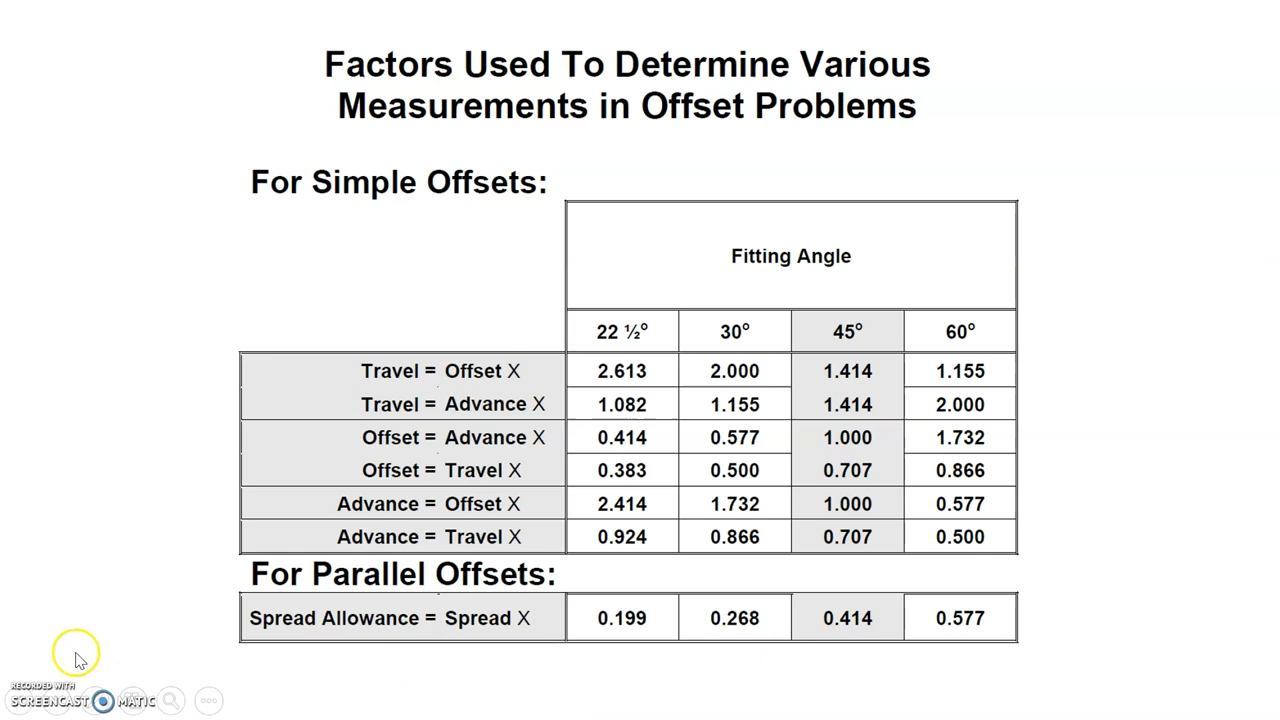 Factors Used To Determine Various
Measurements in Offset Problems
For Simple Offsets:
Fitting Angle
22 ½° 30° 45° 60°
Travel = Offset X 2.613 2.000 1.414 1.155
Travel = Advance X 1.082 1.155 1.414 2.000
Offset = Advance X 0.414 0.577 1.000 1.732
Offset = Travel X 0.383 0.500 0.707 0.866
Advance = Offset X 2.414 1.732 1.000 0.577
Advance = Travel X 0.924 0.866 0.707 0.500
For Parallel Offsets:
Spread Allowance = Spread X 0.199 0.268 0.414 0.577
RECORDED WITH
SCREENCAST MATIC